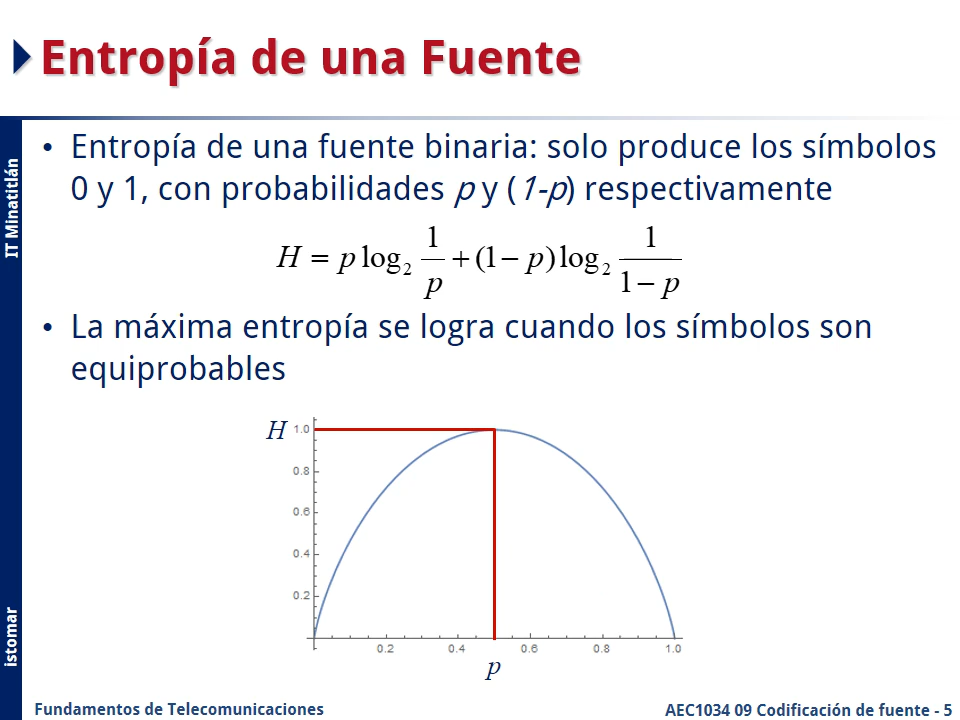 Entropía de una Fuente
• Entropía de una fuente binaria: solo produce los símbolos
0 y 1, con probabilidades p y (1-p) respectivamente
H = p log₂ 1/p + (1 − p) log₂ 1/(1 − p)
• La máxima entropía se logra cuando los símbolos son
equiprobables
H
1.0
0.8
0.6
0.4
0.2
0.2 0.4 0.6 0.8 1.0
p
IT Minatitlán
istomar
Fundamentos de Telecomunicaciones
AEC1034 09 Codificación de fuente - 5